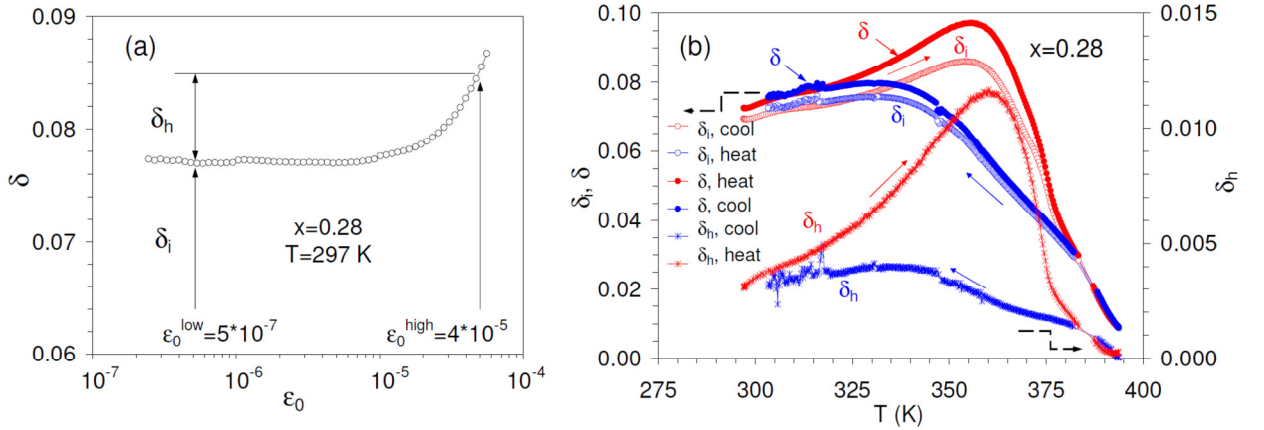 (a)
0.09
0.08
0.07
0.06
δ
δh
δi
x=0.28
T=297 K
ε0low=5*10-7
ε0high=4*10-5
10-7
10-6
10-5
10-4
ε0
(b)
x=0.28
0.10
0.08
0.06
0.04
0.02
0.00
δi, δ
0.015
0.010
0.005
0.000
δh
δ
δi
δ
δi
δh
δh
δi, cool
δi, heat
δ, heat
δ, cool
δh, cool
δh, heat
275
300
325
350
375
400
T (K)